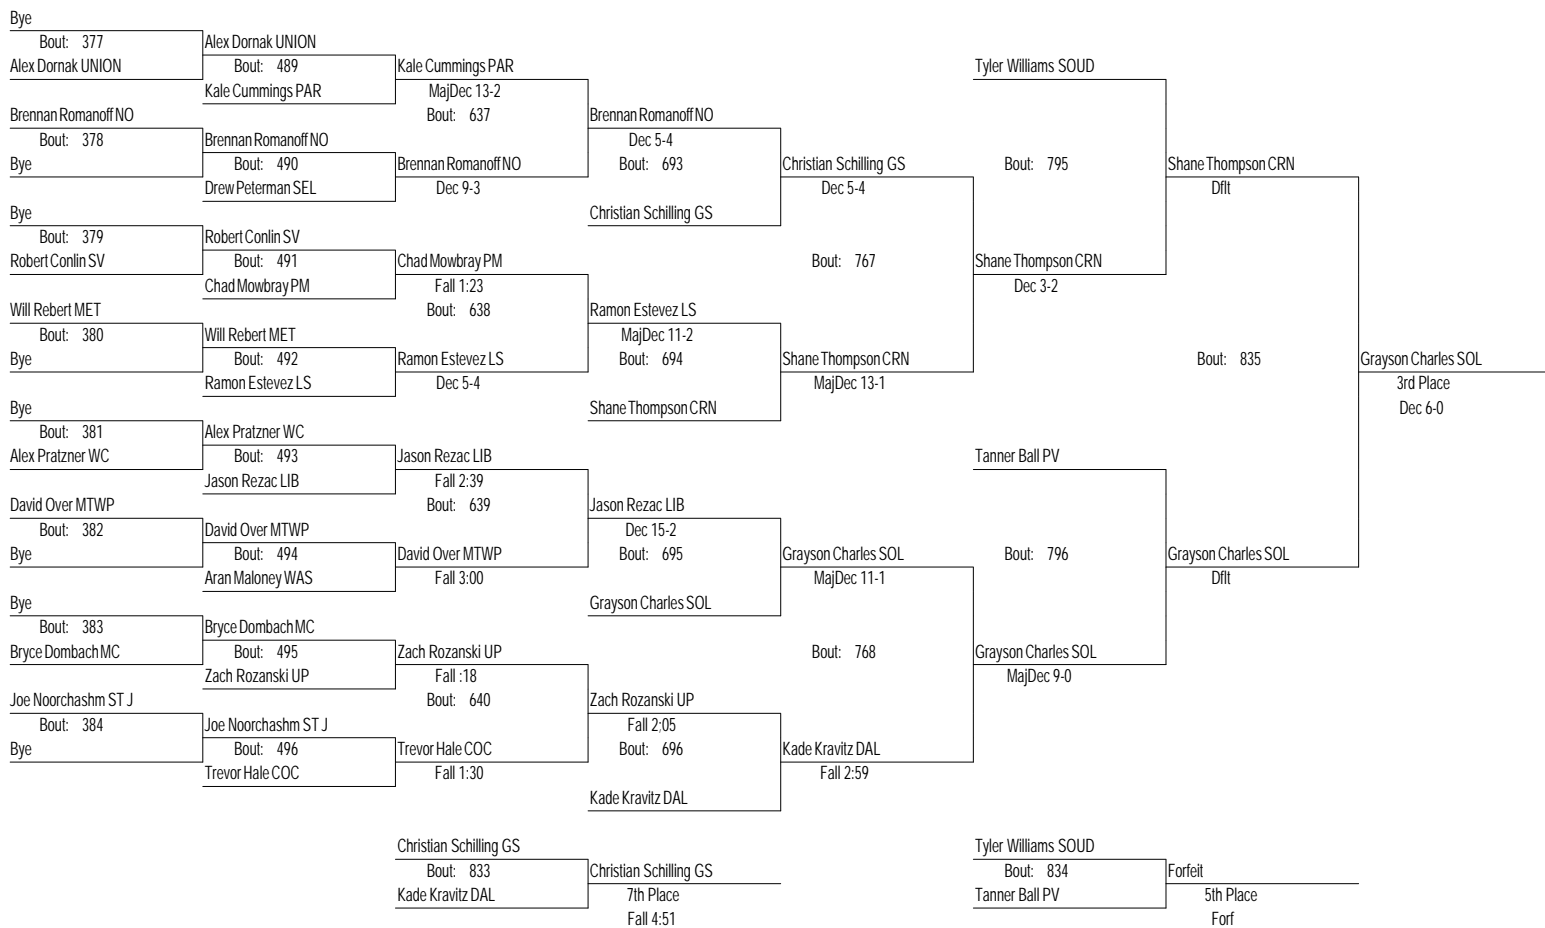 Bye
Bout: 377
Alex Dornak UNION
Brennan Romanoff NO
Bout: 378
Bye
Bye
Bout: 379
Robert Conlin SV
Will Rebert MET
Bout: 380
Bye
Bye
Bout: 381
Alex Pratzner WC
David Over MTWP
Bout: 382
Bye
Bye
Bout: 383
Bryce Dombach MC
Joe Noorchashm ST J
Bout: 384
Bye
Alex Dornak UNION
Bout: 489
Kale Cummings PAR
Brennan Romanoff NO
Bout: 490
Drew Peterman SEL
Robert Conlin SV
Bout: 491
Chad Mowbray PM
Will Rebert MET
Bout: 492
Ramon Estevez LS
Alex Pratzner WC
Bout: 493
Jason Rezac LIB
David Over MTWP
Bout: 494
Aran Maloney WAS
Bryce Dombach MC
Bout: 495
Zach Rozanski UP
Joe Noorchashm ST J
Bout: 496
Trevor Hale COC
Kale Cummings PAR
MajDec 13-2
Bout: 637
Brennan Romanoff NO
Dec 9-3
Chad Mowbray PM
Fall 1:23
Bout: 638
Ramon Estevez LS
Dec 5-4
Jason Rezac LIB
Fall 2:39
Bout: 639
David Over MTWP
Fall 3:00
Zach Rozanski UP
Fall :18
Bout: 640
Trevor Hale COC
Fall 1:30
Brennan Romanoff NO
Dec 5-4
Bout: 693
Christian Schilling GS
Ramon Estevez LS
MajDec 11-2
Bout: 694
Shane Thompson CRN
Jason Rezac LIB
Dec 15-2
Bout: 695
Grayson Charles SOL
Zach Rozanski UP
Fall 2;05
Bout: 696
Kade Kravitz DAL
Christian Schilling GS
Dec 5-4
Bout: 767
Shane Thompson CRN
MajDec 13-1
Grayson Charles SOL
MajDec 11-1
Bout: 768
Kade Kravitz DAL
Fall 2:59
Tyler Williams SOUD
Bout: 795
Shane Thompson CRN
Dec 3-2
Tanner Ball PV
Bout: 796
Grayson Charles SOL
MajDec 9-0
Shane Thompson CRN
Dflt
Bout: 835
Grayson Charles SOL
Dflt
Grayson Charles SOL
3rd Place
Dec 6-0
Christian Schilling GS
Bout: 833
Kade Kravitz DAL
Christian Schilling GS
7th Place
Fall 4:51
Tyler Williams SOUD
Bout: 834
Tanner Ball PV
Forfeit
5th Place
Forf